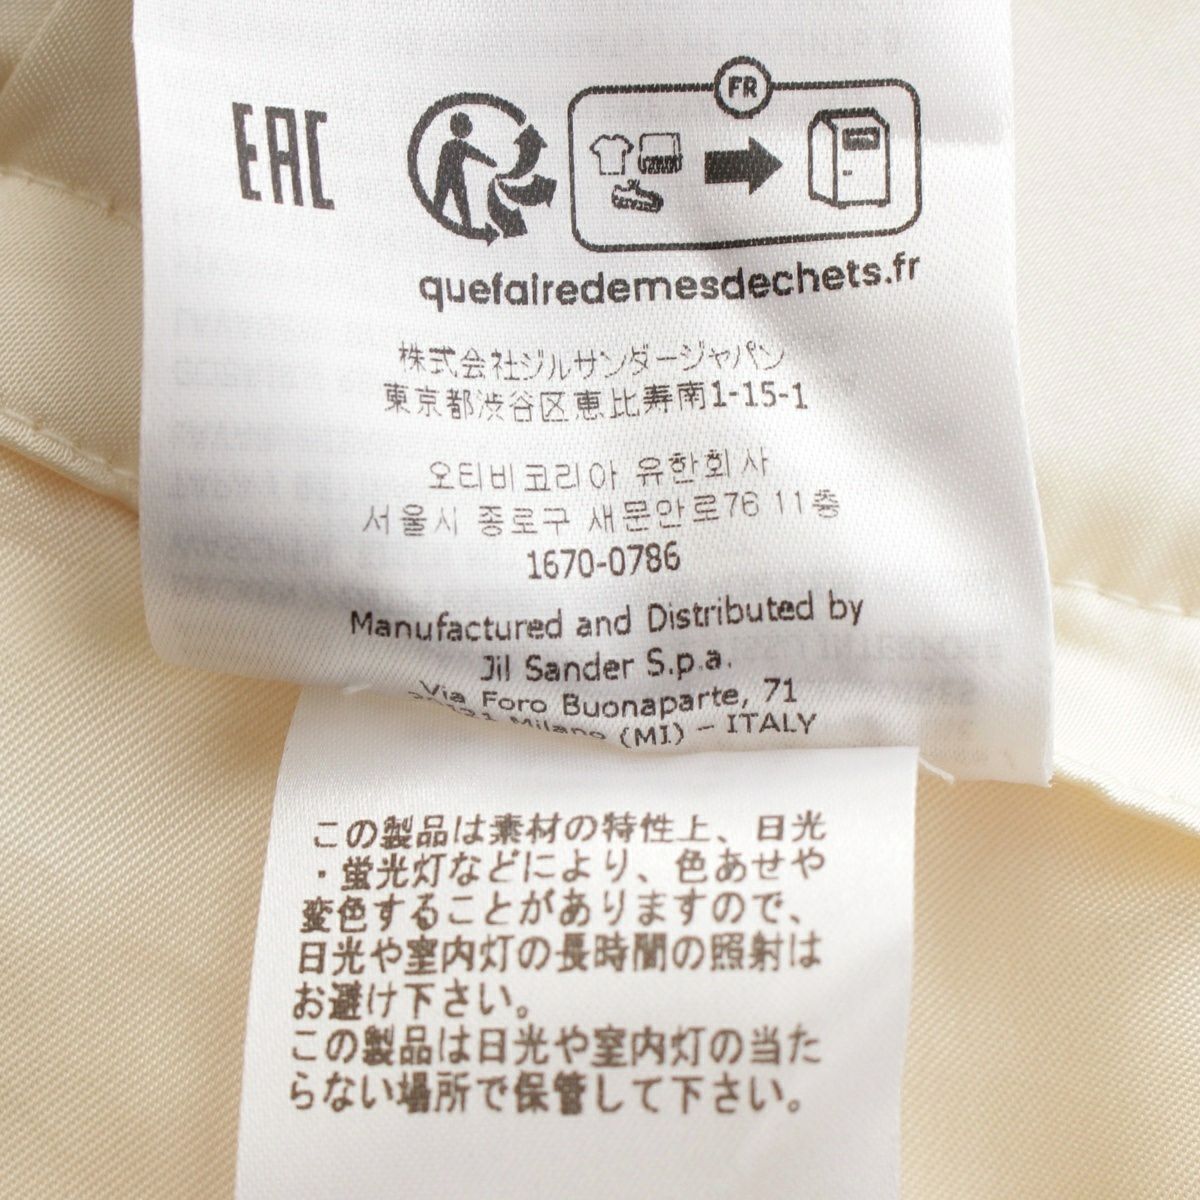 EAC
FR
quefairedemesdechets.fr
株式会社ジルサンダージャパン
東京都渋谷区恵比寿南1-15-1
오티비코리아 유한회사
서울시 종로구 새문안로76 11층
1670-0786
Manufactured and Distributed by
Jil Sander S.p.a.
Via Foro Buonaparte, 71
Milano (MI) – ITALY
この製品は素材の特性上、日光
・蛍光灯などにより、色あせや
変色することがありますので、
日光や室内灯の長時間の照射は
お避け下さい。
この製品は日光や室内灯の当た
らない場所で保管して下さい。